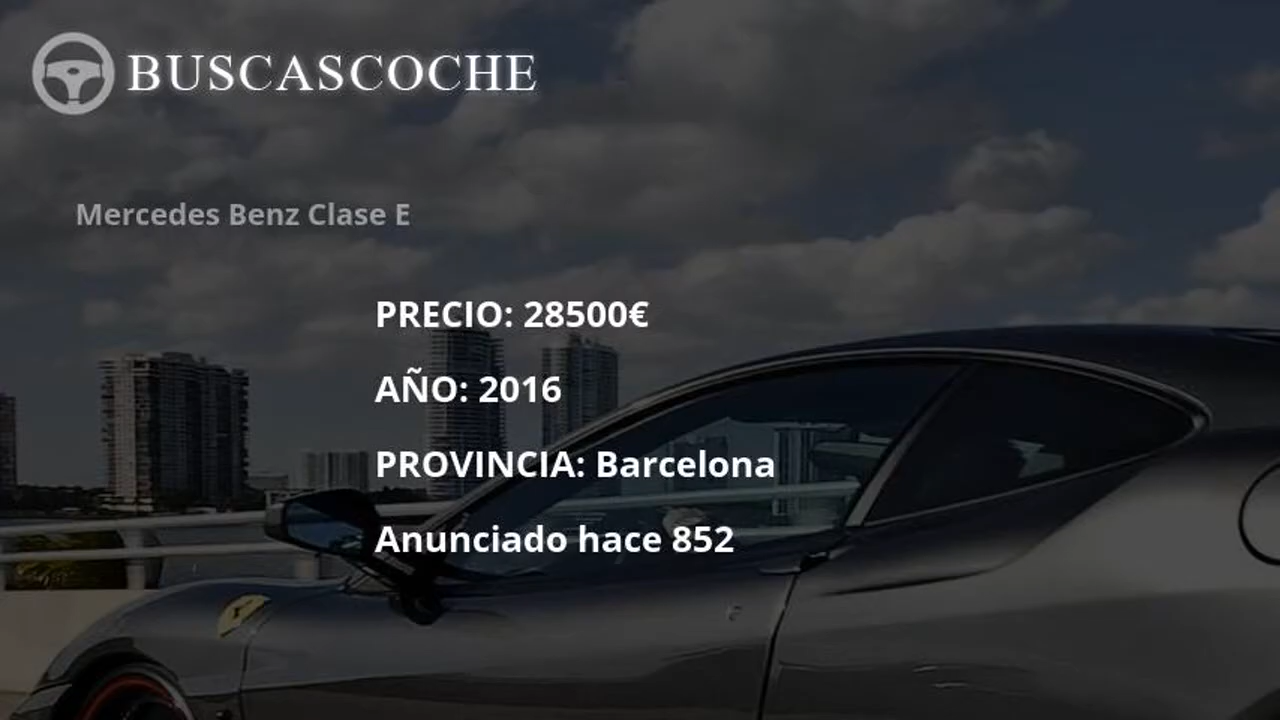 BUSCASCOCHE
Mercedes Benz Clase E
PRECIO: 28500€
AÑO: 2016
PROVINCIA: Barcelona
Anunciado hace 852